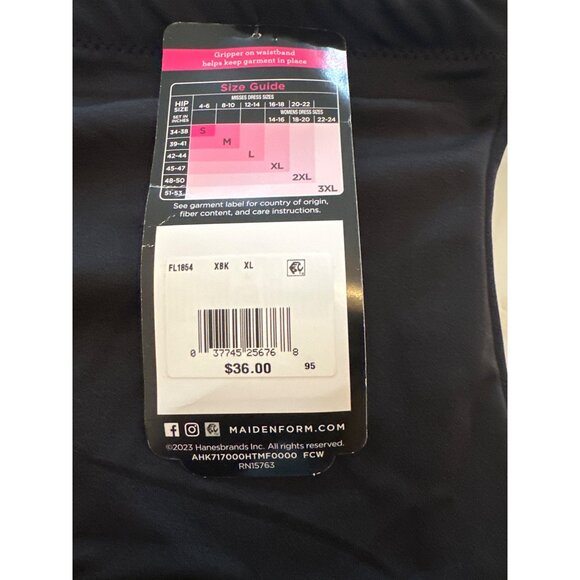 Gripper on waistband
helps keep garment in place
Size Guide
MISSES DRESS SIZES
HIP SIZE 4-6 8-10 12-14 16-18 20-22
WOMENS DRESS SIZES
SET IN INCHES 14-16 18-20 22-24
34-38 S
39-41 M
42-44 L
45-47 XL
48-50 2XL
51-53 3XL
See garment label for country of origin,
fiber content, and care instructions.
FL1854 XBK XL
0 37745 25676 8
$36.00 95
MAIDENFORM.COM
©2023 Hanesbrands Inc. All rights reserved.
AHK717000HTMF0000 FCW
RN15763